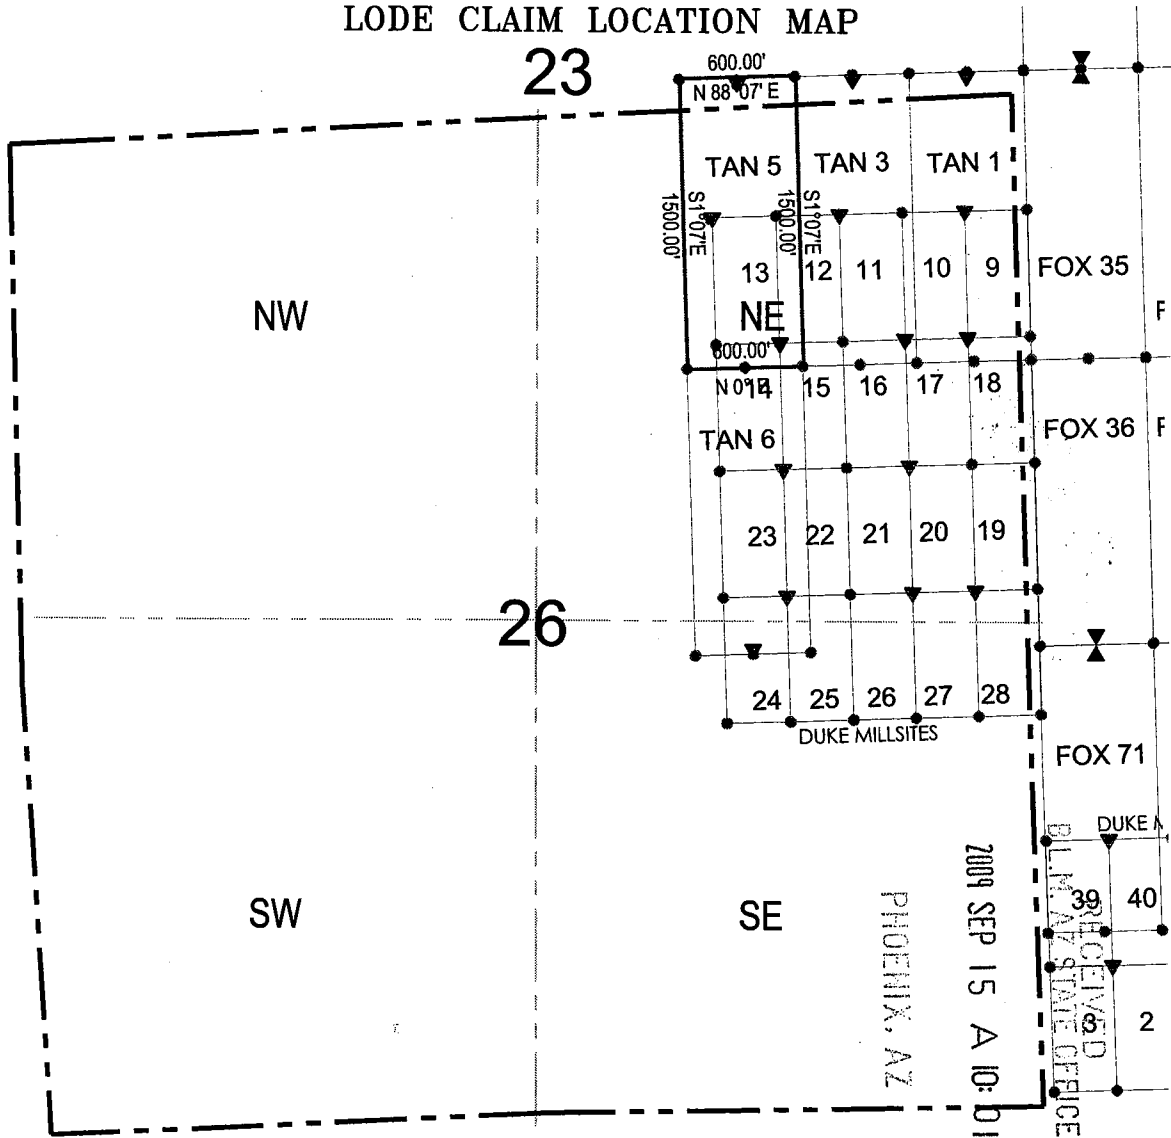 LODE CLAIM LOCATION MAP
23
600.00'
N 88°07' E
TAN 5
TAN 3
TAN 1
S1°07'E
1500.00'
S1°07'E
1500.00'
13
12
11
10
9
FOX 35
NW
NE
F
600.00'
N 0° E
14
15
16
17
18
TAN 6
FOX 36
F
23
22
21
20
19
26
24
25
26
27
28
DUKE MILLSITES
FOX 71
DUKE
39
40
SW
SE
3
2
RECEIVED
B.L.M. AZ STATE OFFICE
2009 SEP 15 A 10:01
PHOENIX, AZ